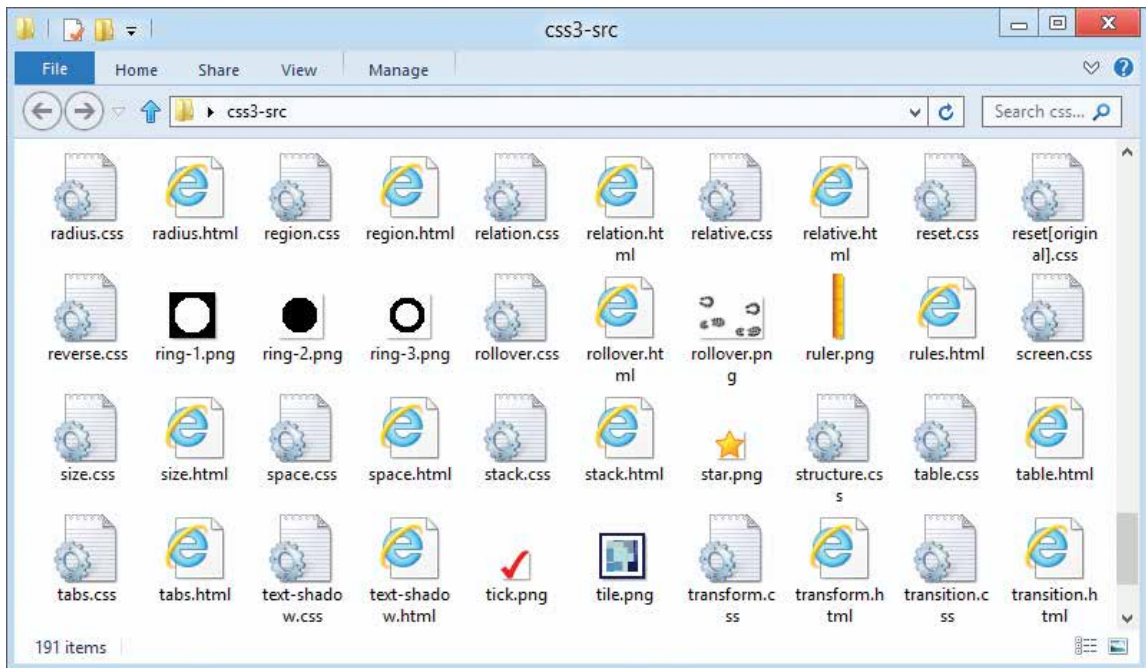 css3-src
File Home Share View Manage
css3-src Search css...
radius.css radius.html region.css region.html relation.css relation.ht relative.css relative.ht reset.css reset[origin
ml ml al].css
reverse.css ring-1.png ring-2.png ring-3.png rollover.css rollover.ht rollover.pn ruler.png rules.html screen.css
ml g
size.css size.html space.css space.html stack.css stack.html star.png structure.cs table.css table.html
s
tabs.css tabs.html text-shado text-shado tick.png tile.png transform.c transform.h transition.c transition.h
w.css w.html ss tml ss tml
191 items